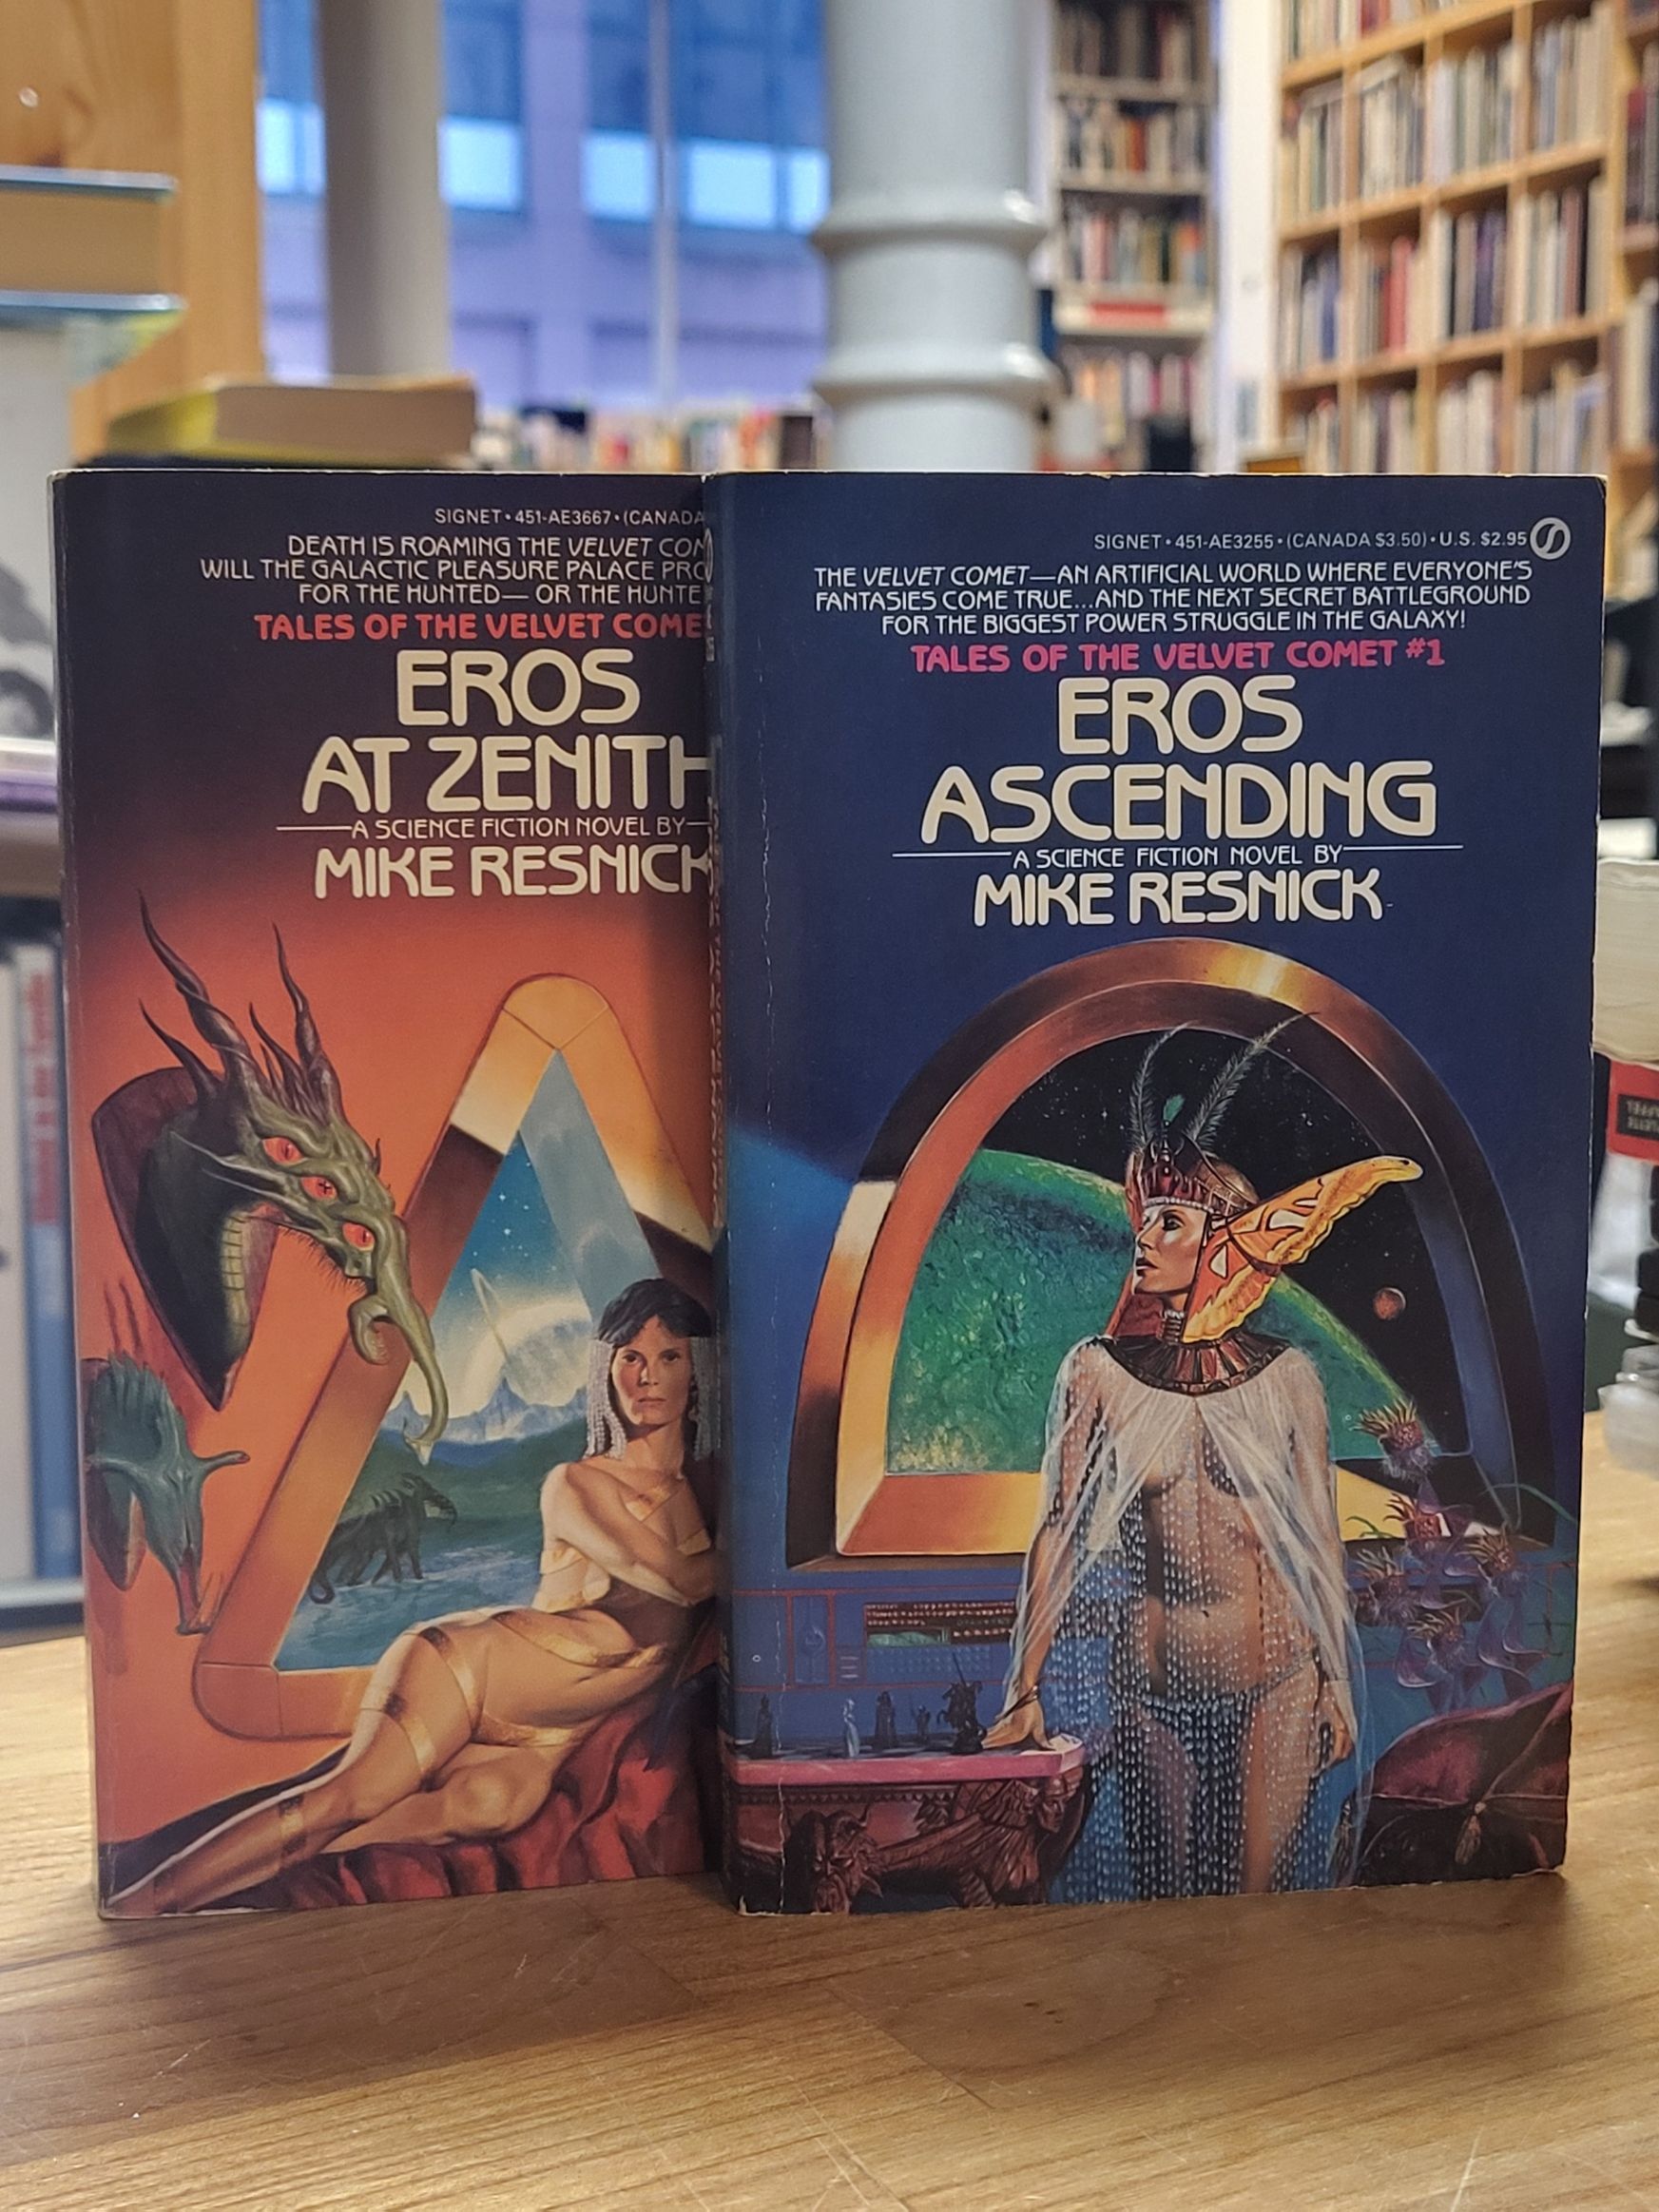 SIGNET • 451-AE3667 • (CANADA
DEATH IS ROAMING THE VELVET COM
WILL THE GALACTIC PLEASURE PALACE PRO
FOR THE HUNTED— OR THE HUNTE
TALES OF THE VELVET COME
EROS
AT ZENITH
A SCIENCE FICTION NOVEL BY
MIKE RESNICK
SIGNET • 451-AE3255 • (CANADA $3.50) • U.S. $2.95
THE VELVET COMET—AN ARTIFICIAL WORLD WHERE EVERYONE'S
FANTASIES COME TRUE...AND THE NEXT SECRET BATTLEGROUND
FOR THE BIGGEST POWER STRUGGLE IN THE GALAXY!
TALES OF THE VELVET COMET #1
EROS
ASCENDING
A SCIENCE FICTION NOVEL BY
MIKE RESNICK